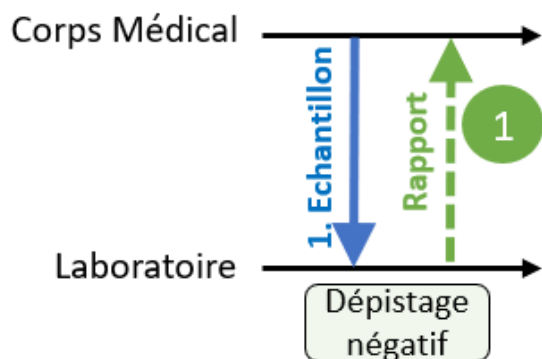 Corps Médical
1. Echantillon
Rapport
1
Laboratoire
Dépistage
négatif